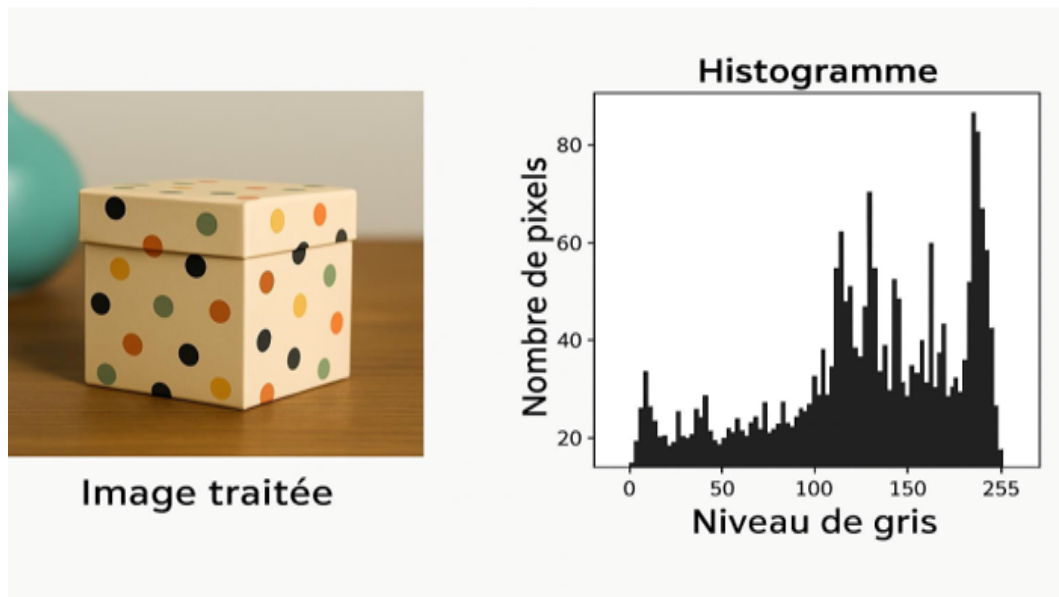 Image traitée
Histogramme
Nombre de pixels
80
60
40
20
0 50 100 150 255
Niveau de gris